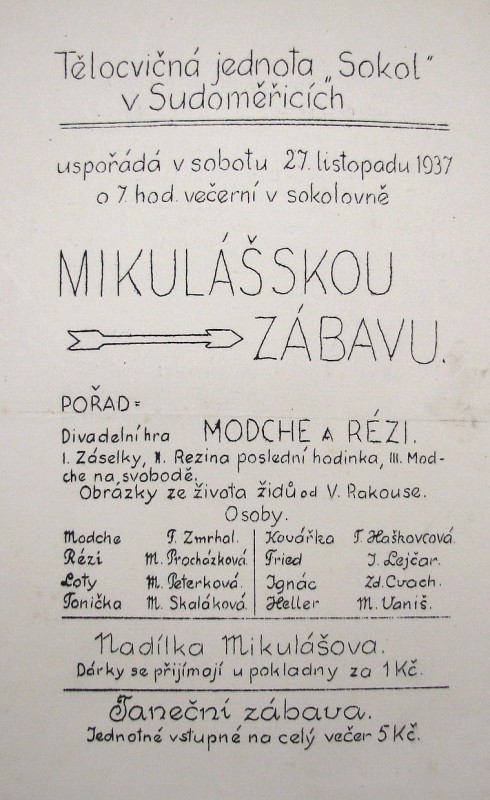 Tělocvičná jednota „Sokol“
v Sudoměřicích
uspořádá v sobotu 27. listopadu 1937
o 7. hod. večerní v sokolovně
MIKULÁŠSKOU
ZÁBAVU.
POŘAD=
Divadelní hra MODCHE A RÉZI.
I. Záselky, II. Rezina poslední hodinka, III. Mod-
che na svobodě.
Obrázky ze života židů od V. Rakouse.
Osoby.
Modche F. Zmrhal. Kovářka F. Haškovcová.
Rézi M. Procházková. Fried J. Lejčar.
Loty M. Peterková. Ignác Zd. Cvach.
Tonička M. Skaláková. Heller M. Vaniš.
Nadílka Mikulášova.
Dárky se přijímají u pokladny za 1 Kč.
Taneční zábava.
Jednotné vstupné na celý večer 5 Kč.